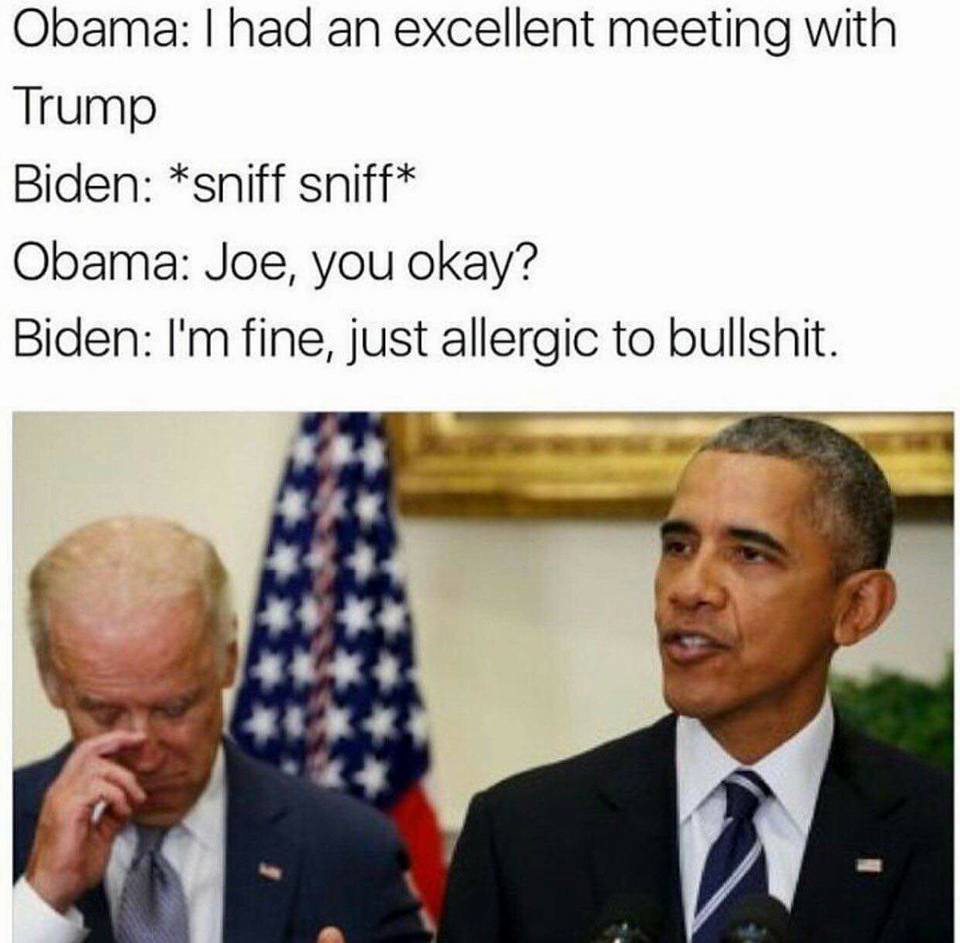 Obama: I had an excellent meeting with
Trump
Biden: *sniff sniff*
Obama: Joe, you okay?
Biden: I'm fine, just allergic to bullshit.